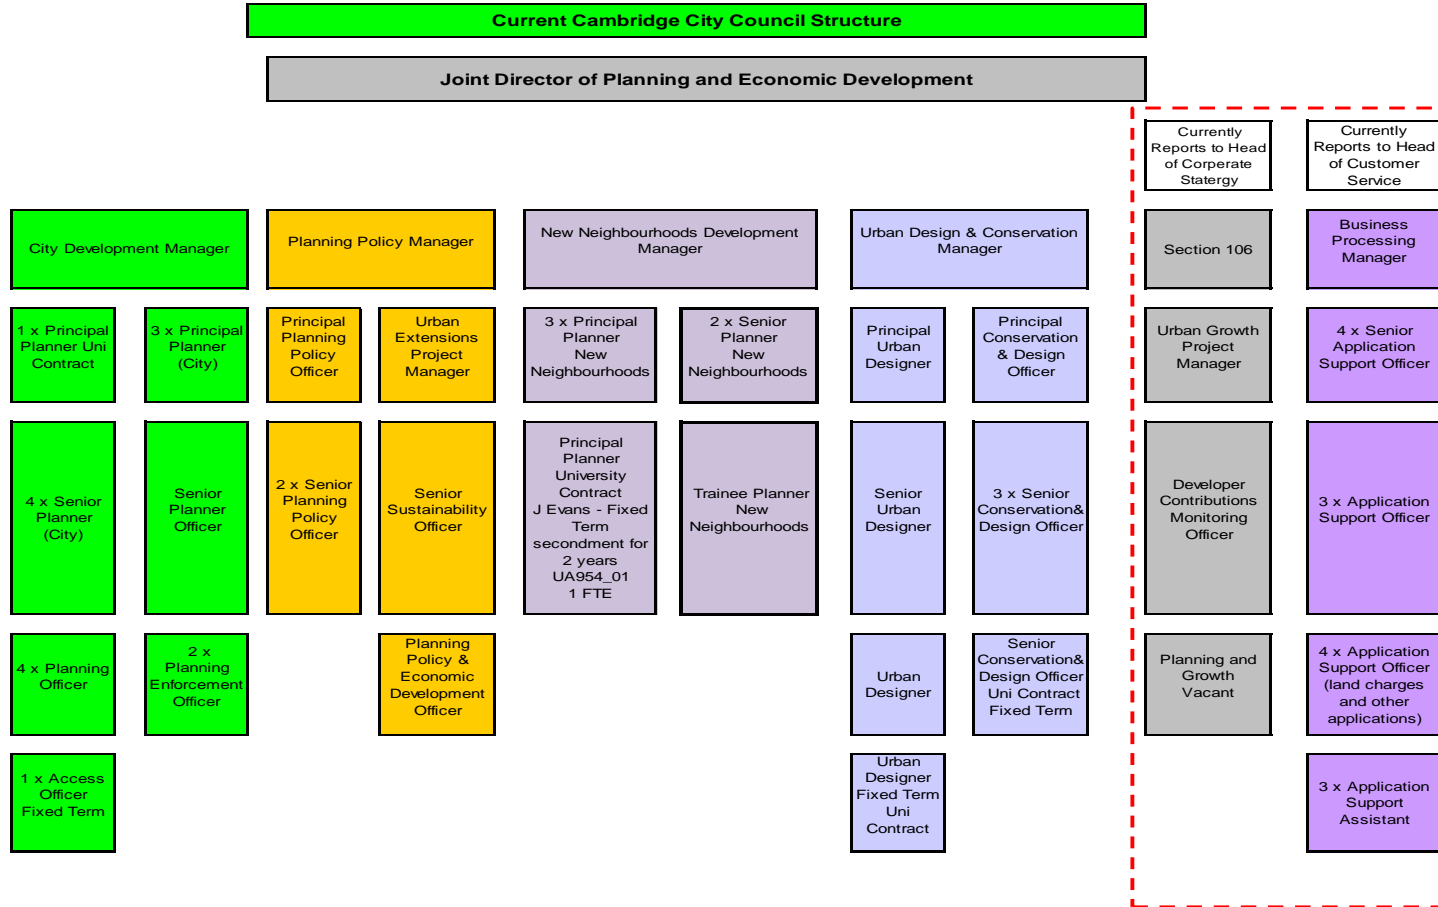 Current Cambridge City Council Structure
Joint Director of Planning and Economic Development
Currently
Reports to Head
of Corperate
Statergy
Currently
Reports to Head
of Customer
Service
City Development Manager
Planning Policy Manager
New Neighbourhoods Development
Manager
Urban Design & Conservation
Manager
Section 106
Business
Processing
Manager
1 x Principal
Planner Uni
Contract
3 x Principal
Planner
(City)
Principal
Planning
Policy
Officer
Urban
Extensions
Project
Manager
3 x Principal
Planner
New
Neighbourhoods
2 x Senior
Planner
New
Neighbourhoods
Principal
Urban
Designer
Principal
Conservation
& Design
Officer
Urban Growth
Project
Manager
4 x Senior
Application
Support Officer
4 x Senior
Planner
(City)
Senior
Planner
Officer
2 x Senior
Planning
Policy
Officer
Senior
Sustainability
Officer
Principal
Planner
University
Contract
J Evans - Fixed
Term
secondment for
2 years
UA954_01
1 FTE
Trainee Planner
New
Neighbourhoods
Senior
Urban
Designer
3 x Senior
Conservation&
Design Officer
Developer
Contributions
Monitoring
Officer
3 x Application
Support Officer
4 x Planning
Officer
2 x
Planning
Enforcement
Officer
Planning
Policy &
Economic
Development
Officer
Urban
Designer
Senior
Conservation&
Design Officer
Uni Contract
Fixed Term
Planning and
Growth
Vacant
4 x Application
Support Officer
(land charges
and other
applications)
1 x Access
Officer
Fixed Term
Urban
Designer
Fixed Term
Uni
Contract
3 x Application
Support
Assistant